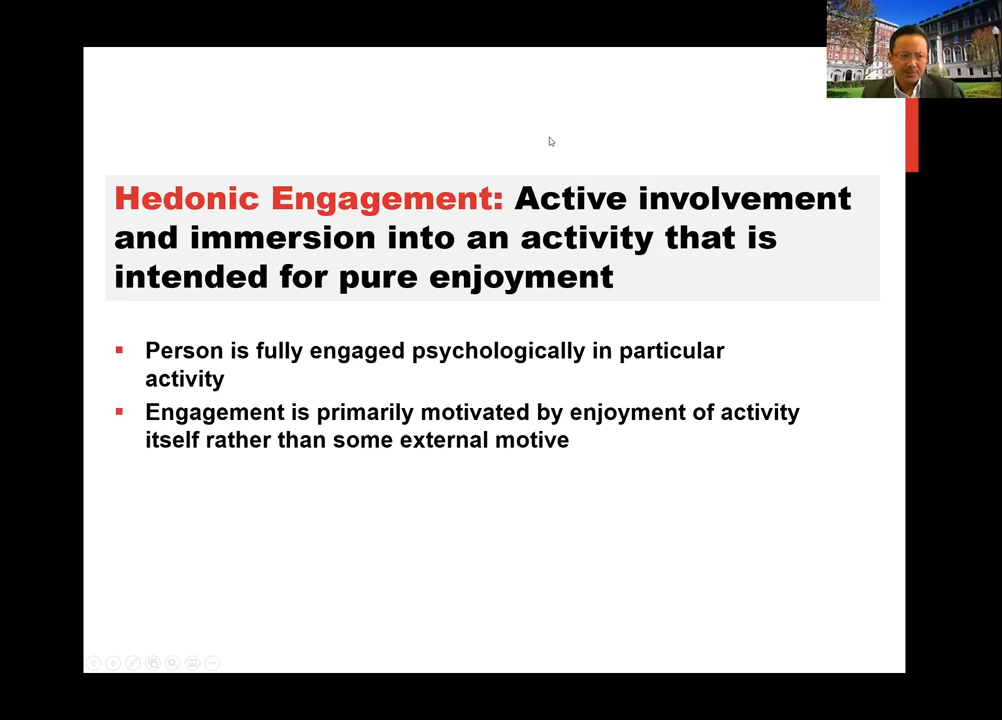 Hedonic Engagement: Active involvement
and immersion into an activity that is
intended for pure enjoyment
Person is fully engaged psychologically in particular
activity
Engagement is primarily motivated by enjoyment of activity
itself rather than some external motive